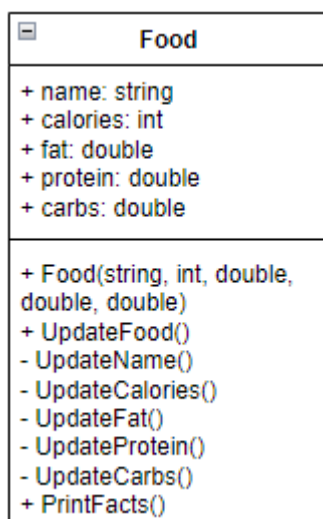 Food
+ name: string
+ calories: int
+ fat: double
+ protein: double
+ carbs: double
+ Food(string, int, double,
double, double)
+ UpdateFood()
- UpdateName()
- UpdateCalories()
- UpdateFat()
- UpdateProtein()
- UpdateCarbs()
+ PrintFacts()